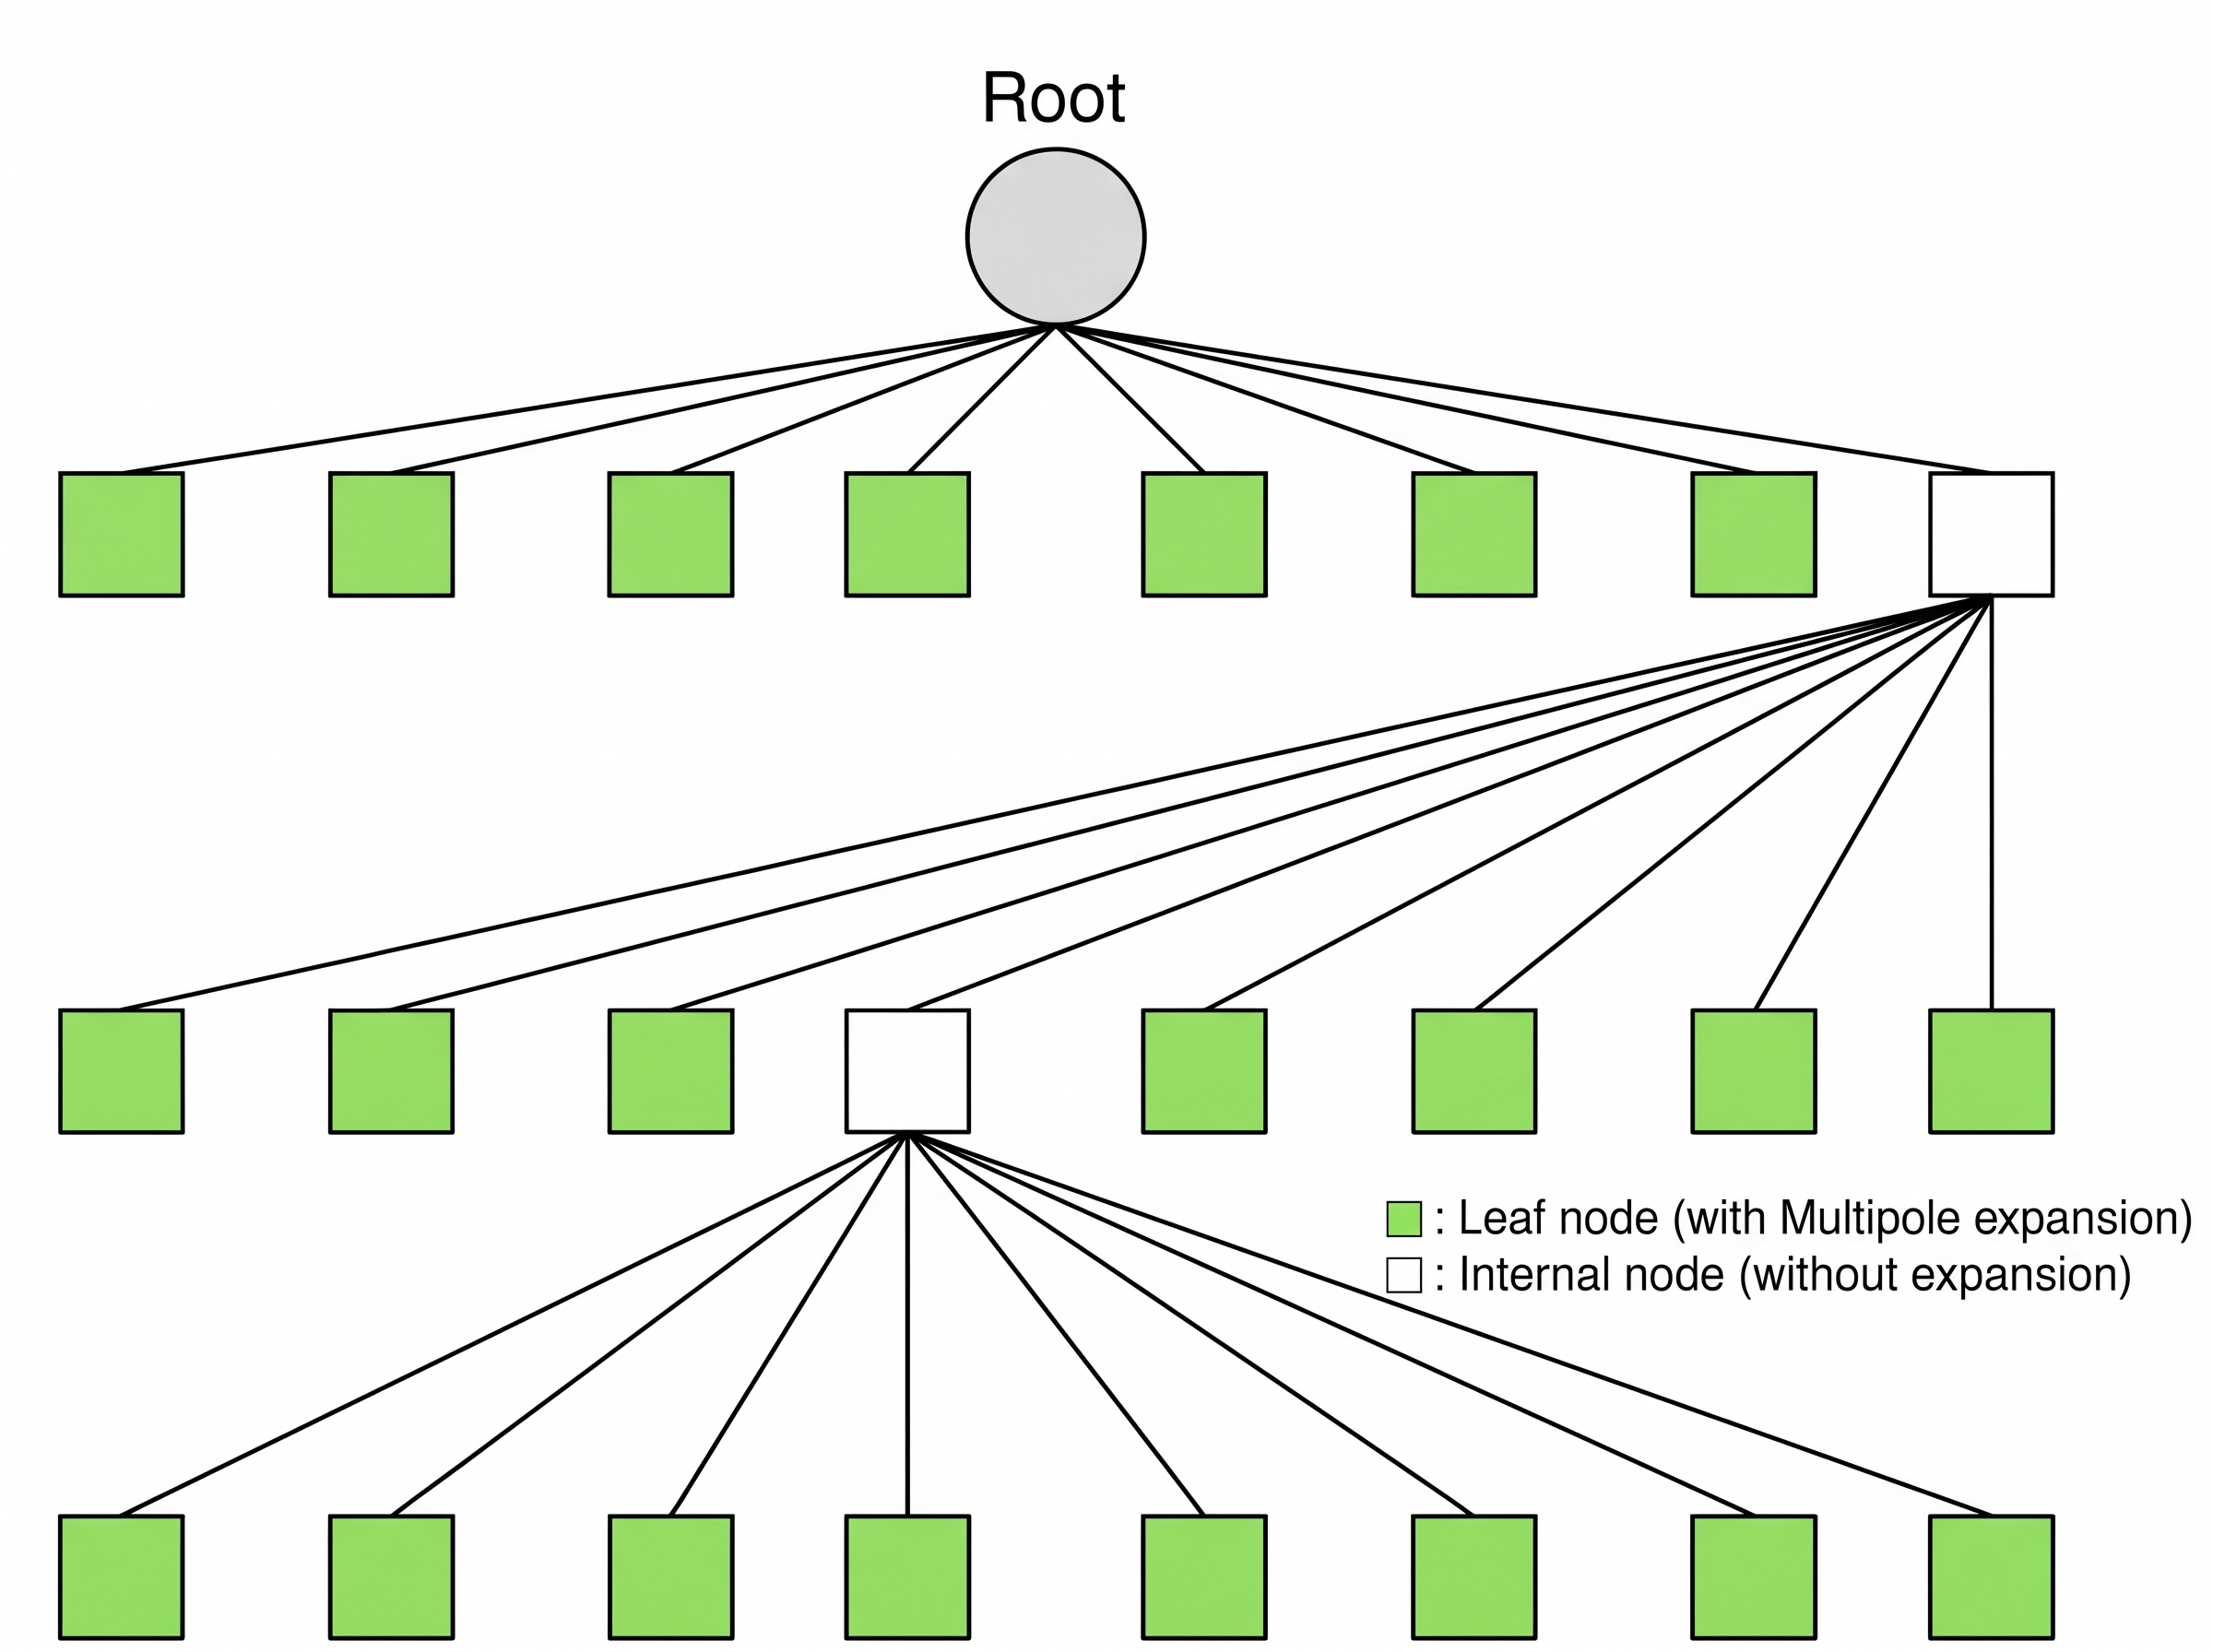 Root
: Leaf node (with Multipole expansion)
: Internal node (without expansion)